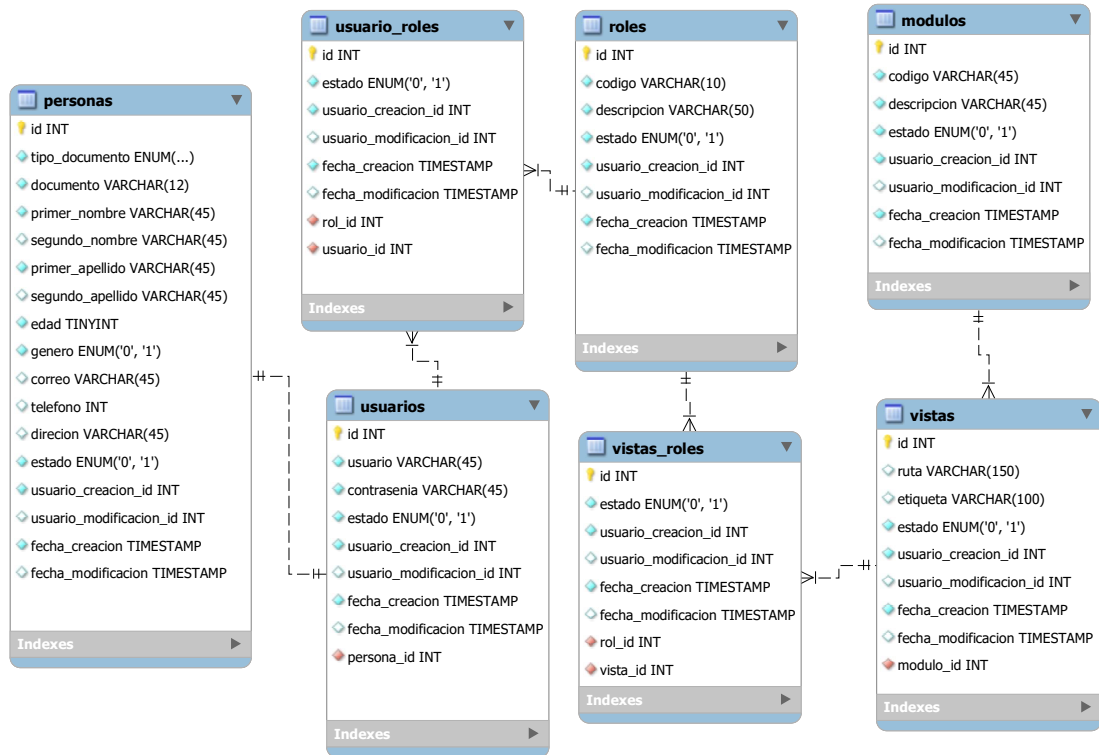 personas
id INT
tipo_documento ENUM(...)
documento VARCHAR(12)
primer_nombre VARCHAR(45)
segundo_nombre VARCHAR(45)
primer_apellido VARCHAR(45)
segundo_apellido VARCHAR(45)
edad TINYINT
genero ENUM('0', '1')
correo VARCHAR(45)
telefono INT
direcion VARCHAR(45)
estado ENUM('0', '1')
usuario_creacion_id INT
usuario_modificacion_id INT
fecha_creacion TIMESTAMP
fecha_modificacion TIMESTAMP
Indexes
usuario_roles
id INT
estado ENUM('0', '1')
usuario_creacion_id INT
usuario_modificacion_id INT
fecha_creacion TIMESTAMP
fecha_modificacion TIMESTAMP
rol_id INT
usuario_id INT
Indexes
roles
id INT
codigo VARCHAR(10)
descripcion VARCHAR(50)
estado ENUM('0', '1')
usuario_creacion_id INT
usuario_modificacion_id INT
fecha_creacion TIMESTAMP
fecha_modificacion TIMESTAMP
Indexes
modulos
id INT
codigo VARCHAR(45)
descripcion VARCHAR(45)
estado ENUM('0', '1')
usuario_creacion_id INT
usuario_modificacion_id INT
fecha_creacion TIMESTAMP
fecha_modificacion TIMESTAMP
Indexes
usuarios
id INT
usuario VARCHAR(45)
contrasenia VARCHAR(45)
estado ENUM('0', '1')
usuario_creacion_id INT
usuario_modificacion_id INT
fecha_creacion TIMESTAMP
fecha_modificacion TIMESTAMP
persona_id INT
Indexes
vistas_roles
id INT
estado ENUM('0', '1')
usuario_creacion_id INT
usuario_modificacion_id INT
fecha_creacion TIMESTAMP
fecha_modificacion TIMESTAMP
rol_id INT
vista_id INT
Indexes
vistas
id INT
ruta VARCHAR(150)
etiqueta VARCHAR(100)
estado ENUM('0', '1')
usuario_creacion_id INT
usuario_modificacion_id INT
fecha_creacion TIMESTAMP
fecha_modificacion TIMESTAMP
modulo_id INT
Indexes